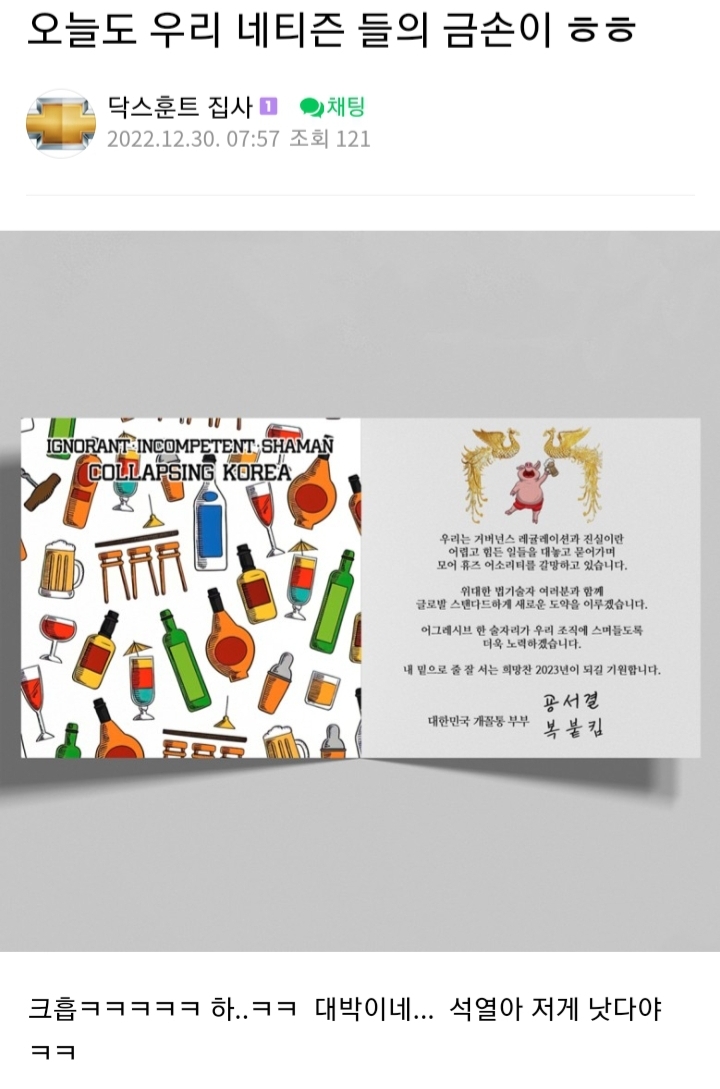 오늘도 우리 네티즌 들의 금손이 ㅎㅎ
닥스훈트 집사 1 채팅
2022.12.30. 07:57 조회 121
IGNORANT·INCOMPETENT·SHAMAN
COLLAPSING KOREA
우리는 거버넌스 레귤레이션과 진실이란
어렵고 힘든 일들을 대놓고 묻어가며
모어 휴즈 어소리티를 갈망하고 있습니다.
위대한 법기술자 여러분과 함께
글로발 스탠다드하게 새로운 도약을 이루겠습니다.
어그레시브 한 술자리가 우리 조직에 스며들도록
더욱 노력하겠습니다.
내 밑으로 줄 잘 서는 희망찬 2023년이 되길 기원합니다.
대한민국 개꼴통 부부
공서결
복붙킴
크흡ㅋㅋㅋㅋㅋ 하..ㅋㅋ 대박이네... 석열아 저게 낫다야
ㅋㅋ